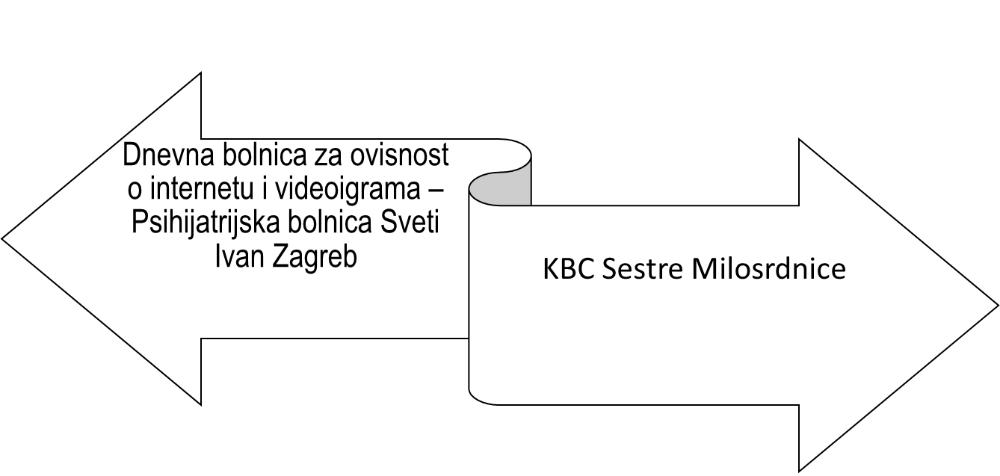 Dnevna bolnica za ovisnost
o internetu i videoigrama –
Psihijatrijska bolnica Sveti
Ivan Zagreb
KBC Sestre Milosrdnice